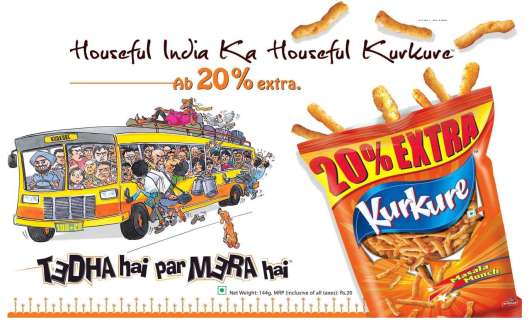 Houseful India Ka Houseful Kurkure
Ab 20% extra.
20% EXTRA
Kurkure
Masala
Munch
TEDHA hai par MERA hai
Net Weight: 144g, MRP (inclusive of all taxes): Rs.20